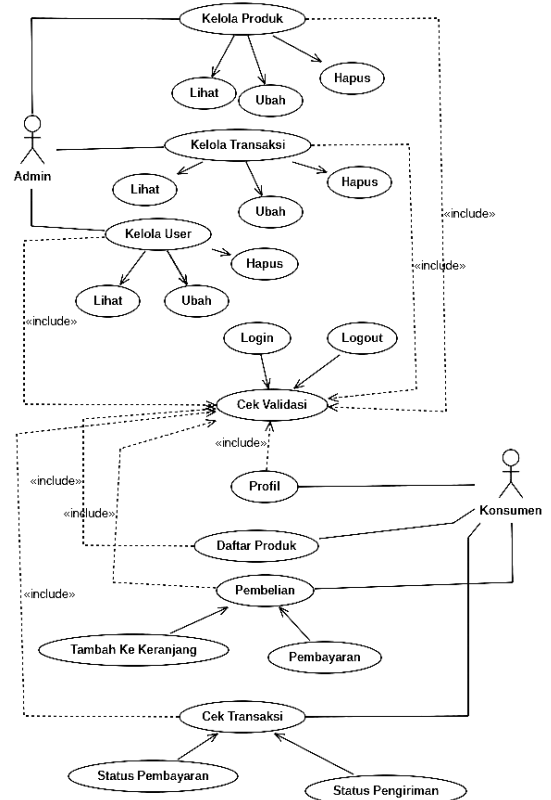 Kelola Produk
Lihat
Ubah
Hapus
Kelola Transaksi
Admin
Lihat
Ubah
Hapus
«include»
Kelola User
Hapus
«include»
Lihat
Ubah
«include»
Login
Logout
Cek Validasi
«include»
Profil
«include»
Konsumen
«include»
Daftar Produk
Pembelian
«include»
Tambah Ke Keranjang
Pembayaran
Cek Transaksi
Status Pembayaran
Status Pengiriman